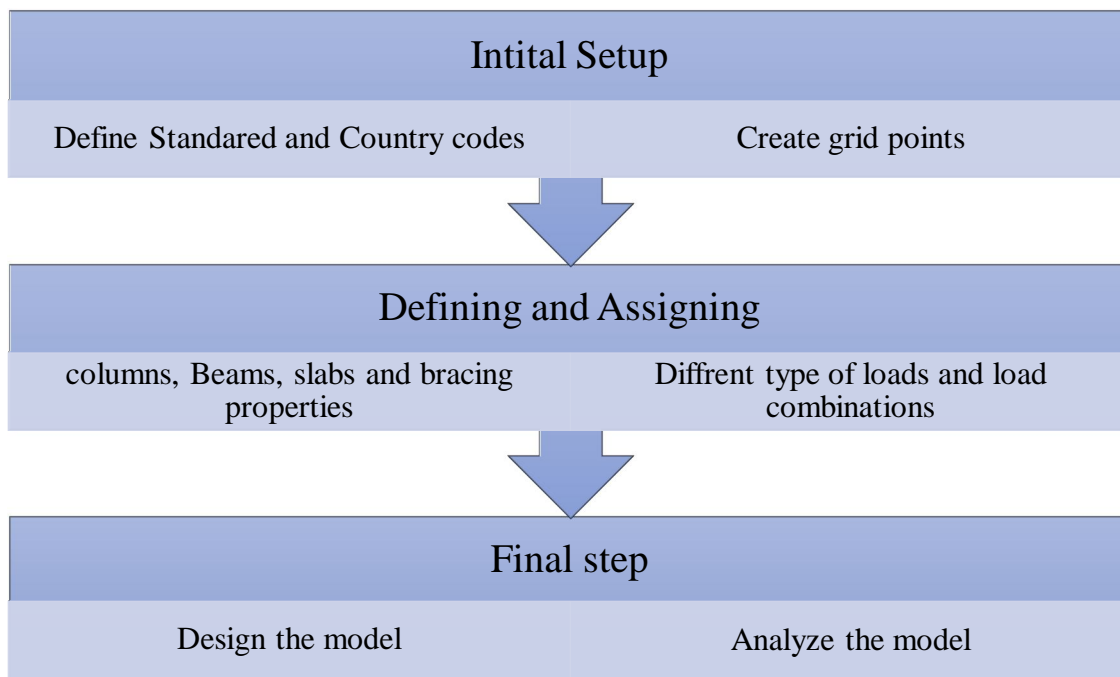 Intital Setup
Define Standared and Country codes
Create grid points
Defining and Assigning
columns, Beams, slabs and bracing
properties
Diffrent type of loads and load
combinations
Final step
Design the model
Analyze the model